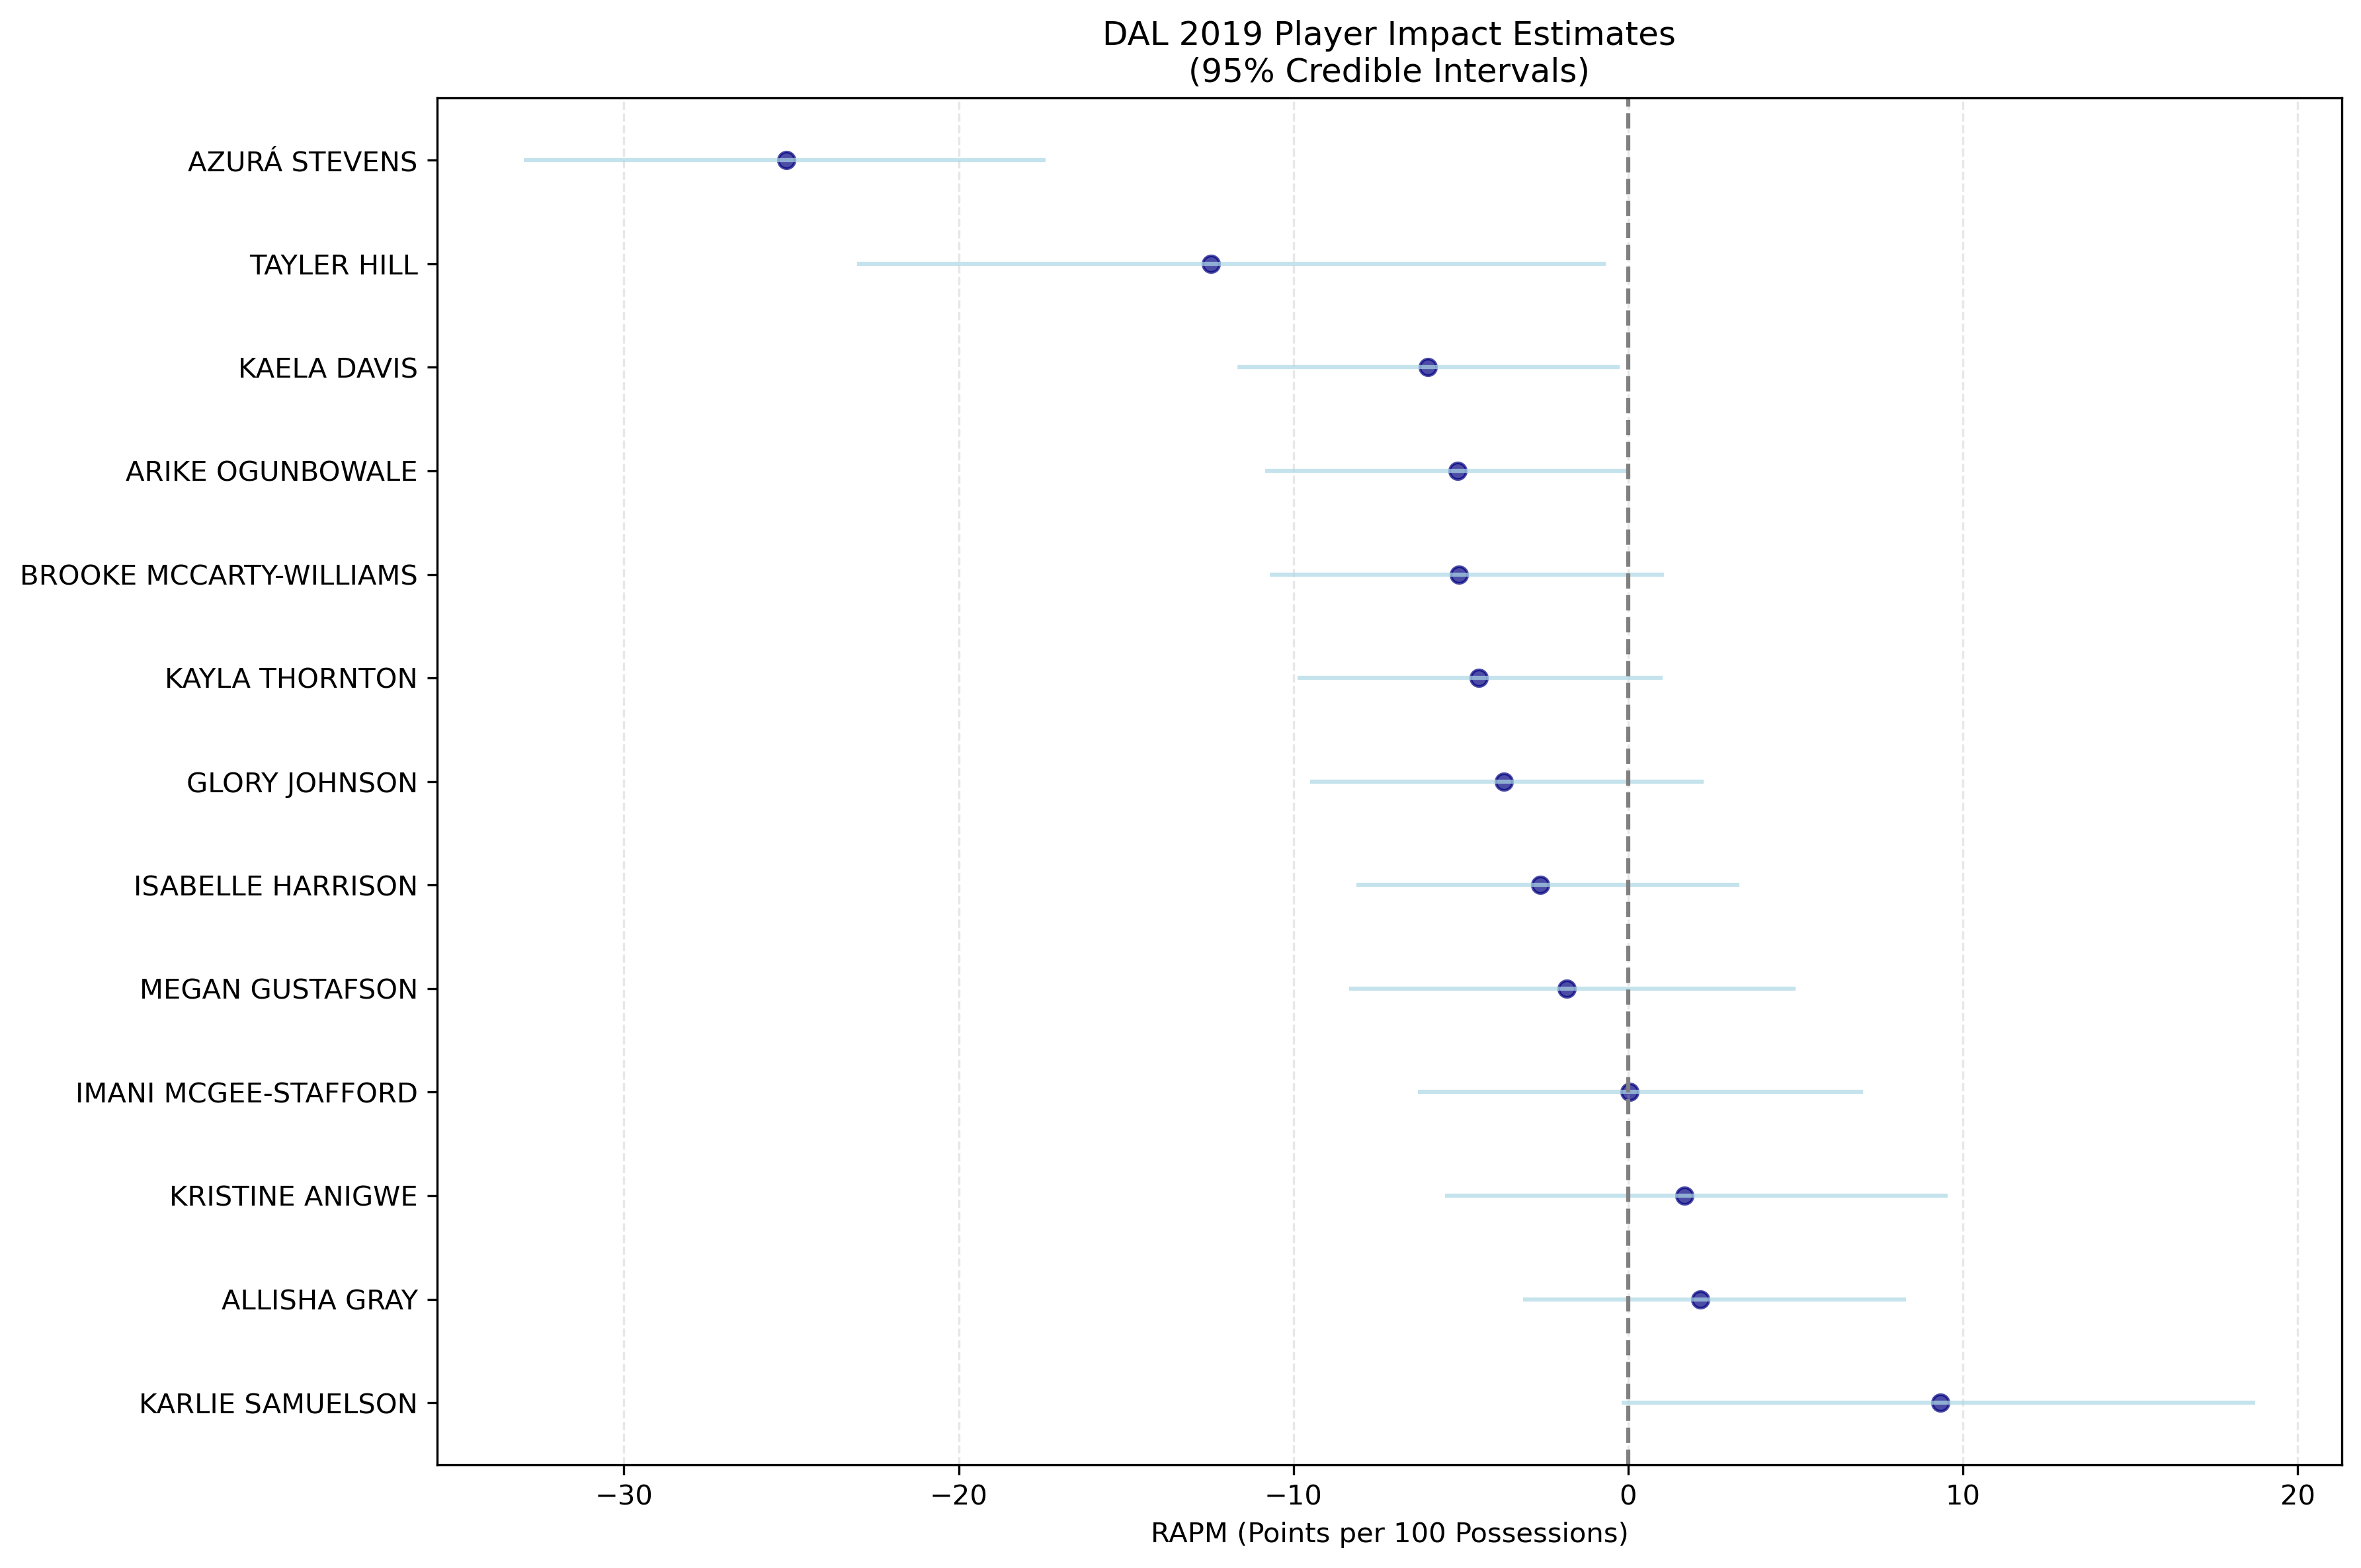 DAL 2019 Player Impact Estimates
(95% Credible Intervals)
AZURÁ STEVENS
TAYLER HILL
KAELA DAVIS
ARIKE OGUNBOWALE
BROOKE MCCARTY-WILLIAMS
KAYLA THORNTON
GLORY JOHNSON
ISABELLE HARRISON
MEGAN GUSTAFSON
IMANI MCGEE-STAFFORD
KRISTINE ANIGWE
ALLISHA GRAY
KARLIE SAMUELSON
−30 −20 −10 0 10 20
RAPM (Points per 100 Possessions)